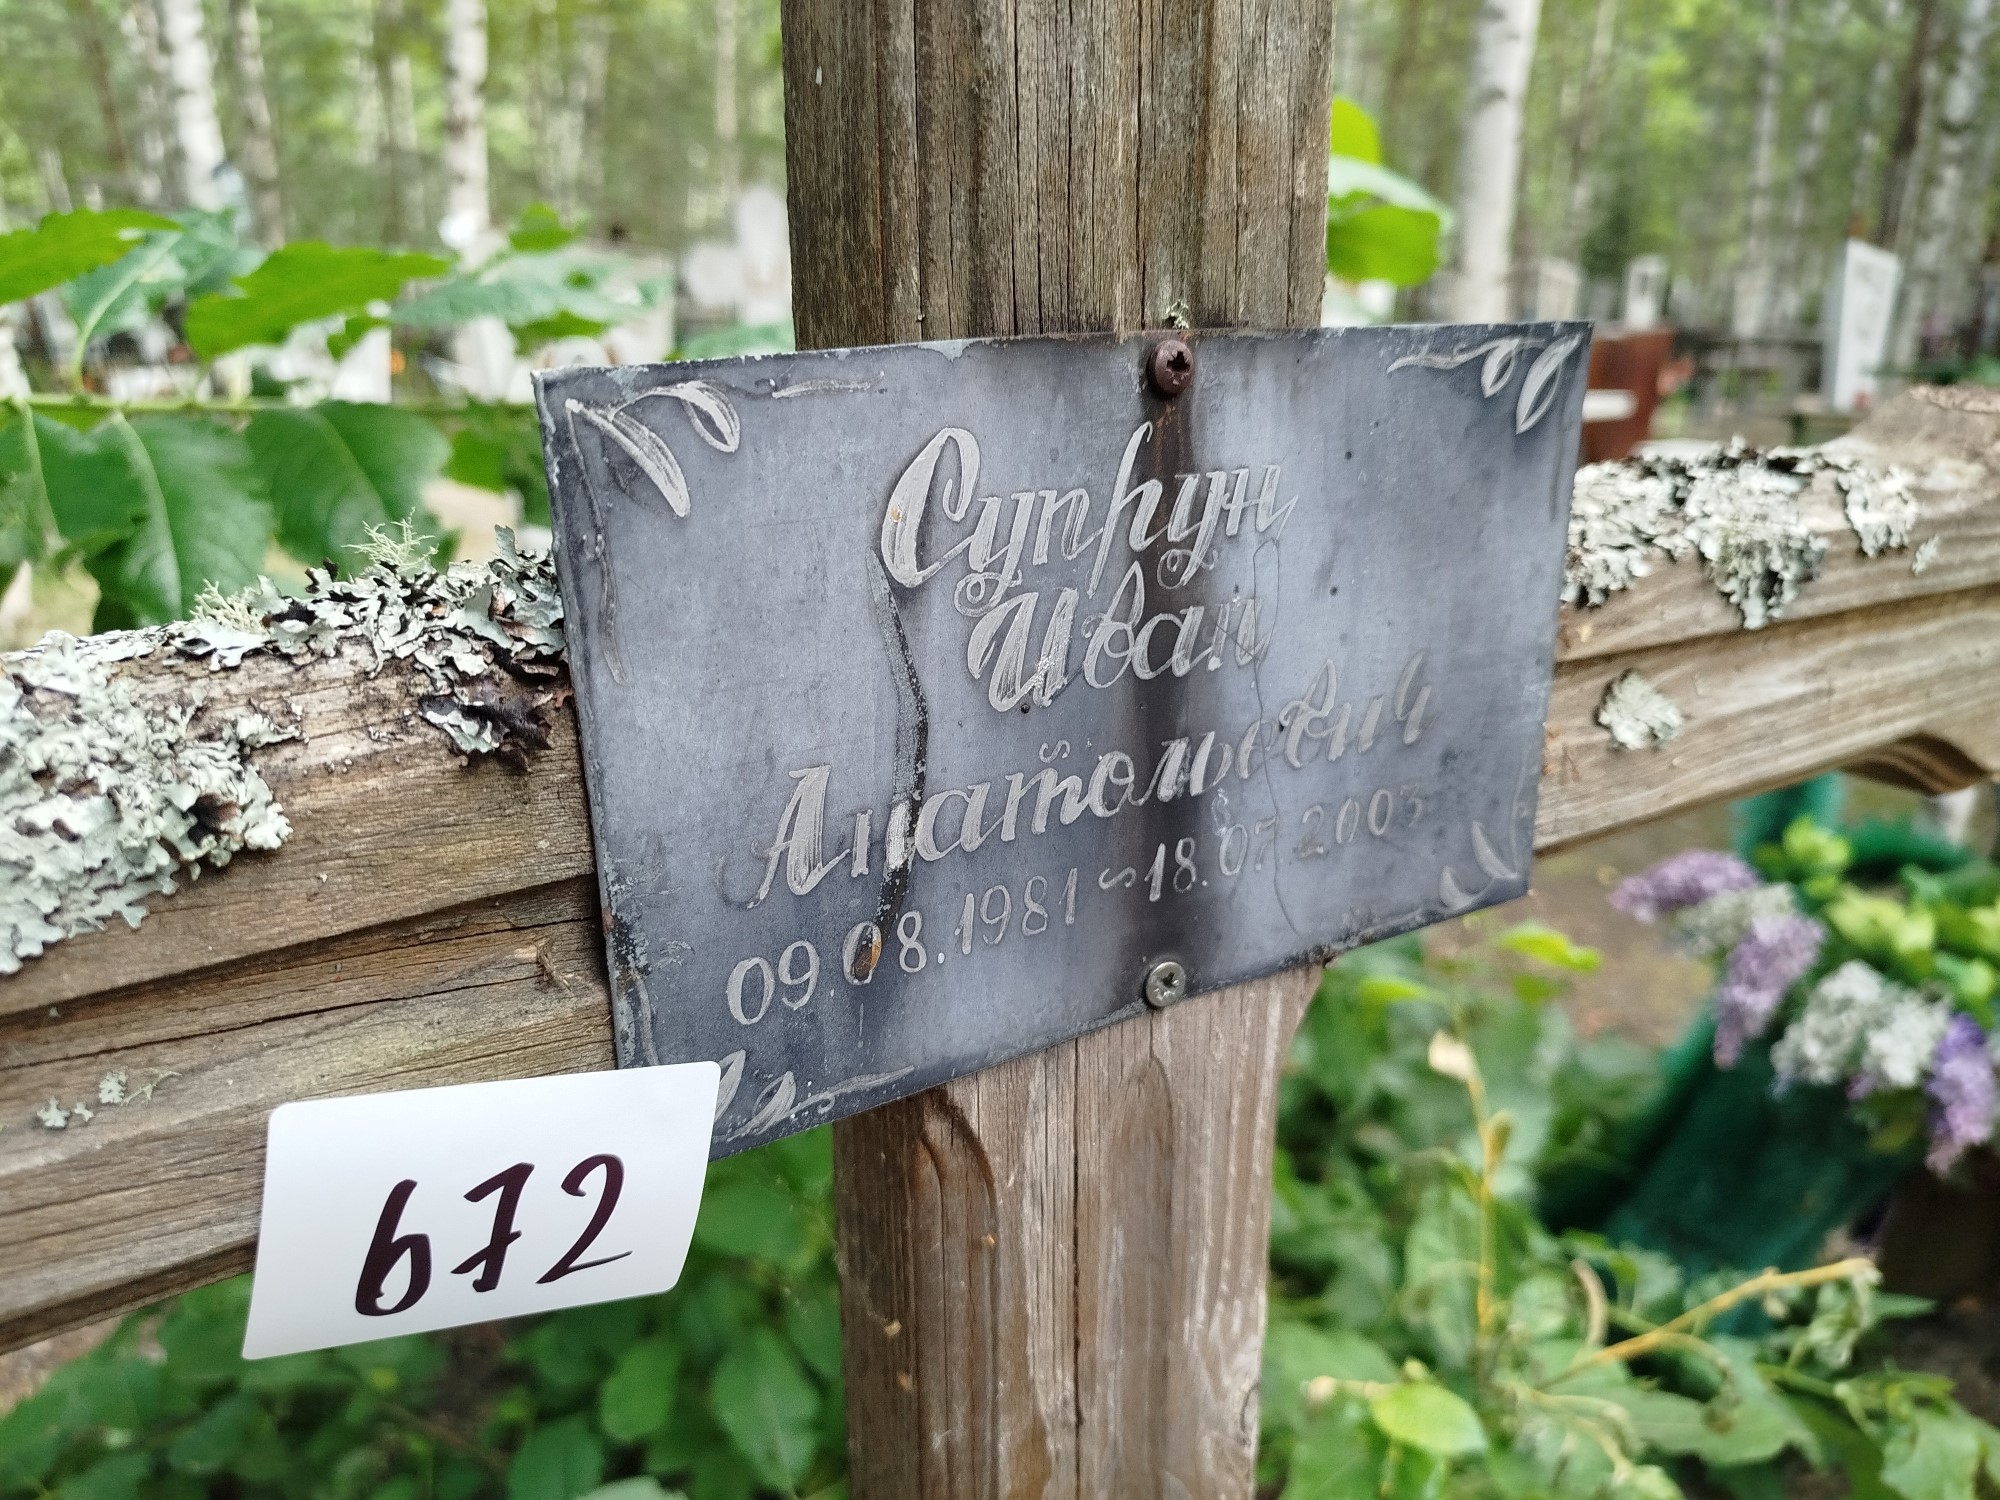 Супрун
Иван
Анатольевич
09.08.1981 ~ 18.07.2003
672